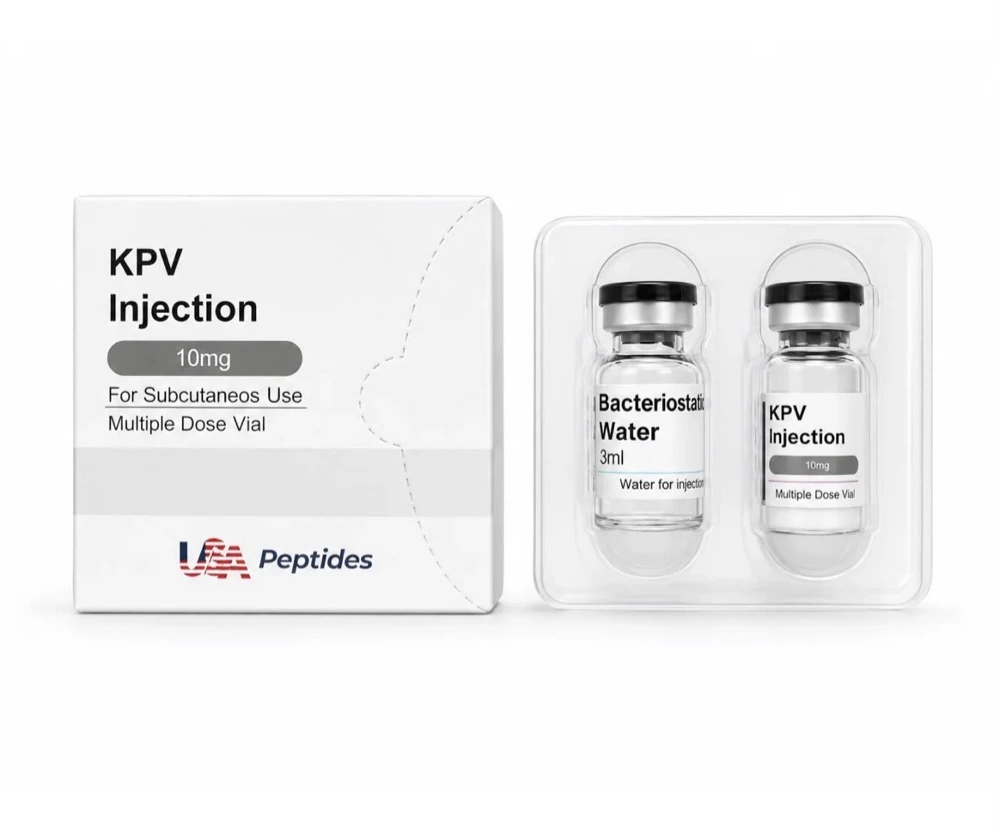 KPV
Injection
10mg
For Subcutaneos Use
Multiple Dose Vial
USA Peptides
Bacteriostatic
Water
3ml
Water for injection
KPV
Injection
10mg
Multiple Dose Vial